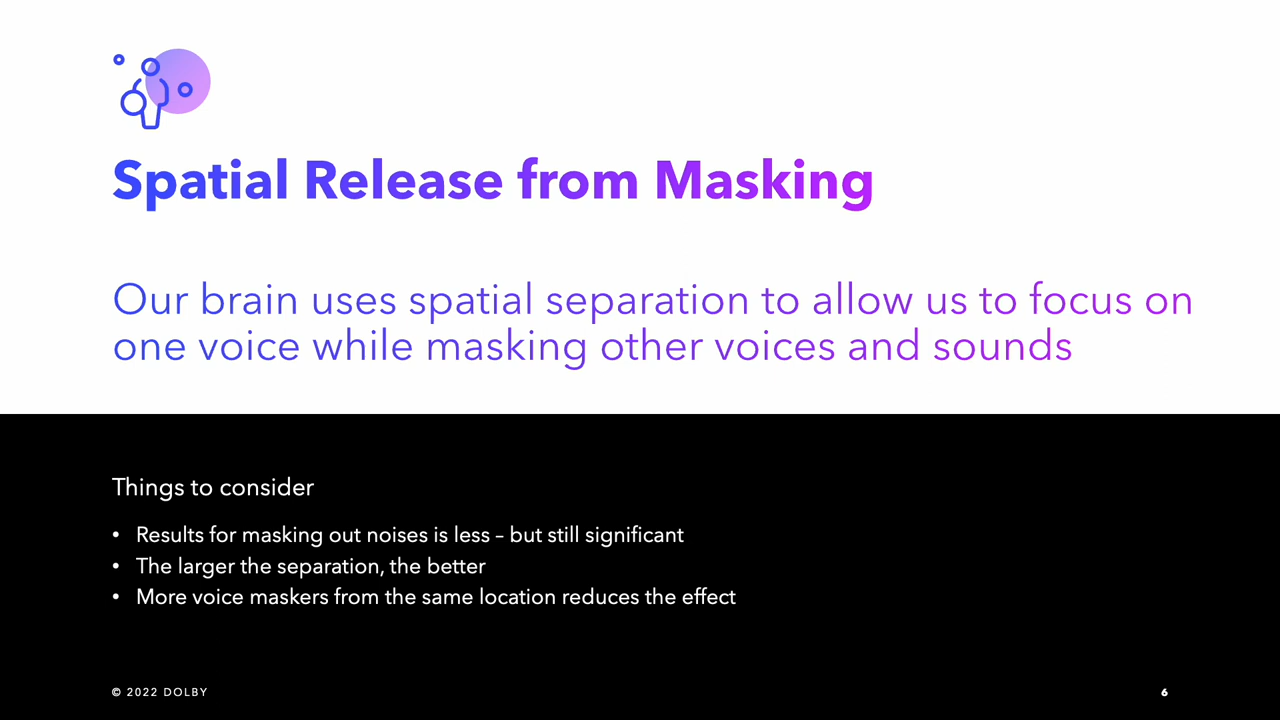 Spatial Release from Masking
Our brain uses spatial separation to allow us to focus on
one voice while masking other voices and sounds
Things to consider
• Results for masking out noises is less – but still significant
• The larger the separation, the better
• More voice maskers from the same location reduces the effect
© 2022 DOLBY
6